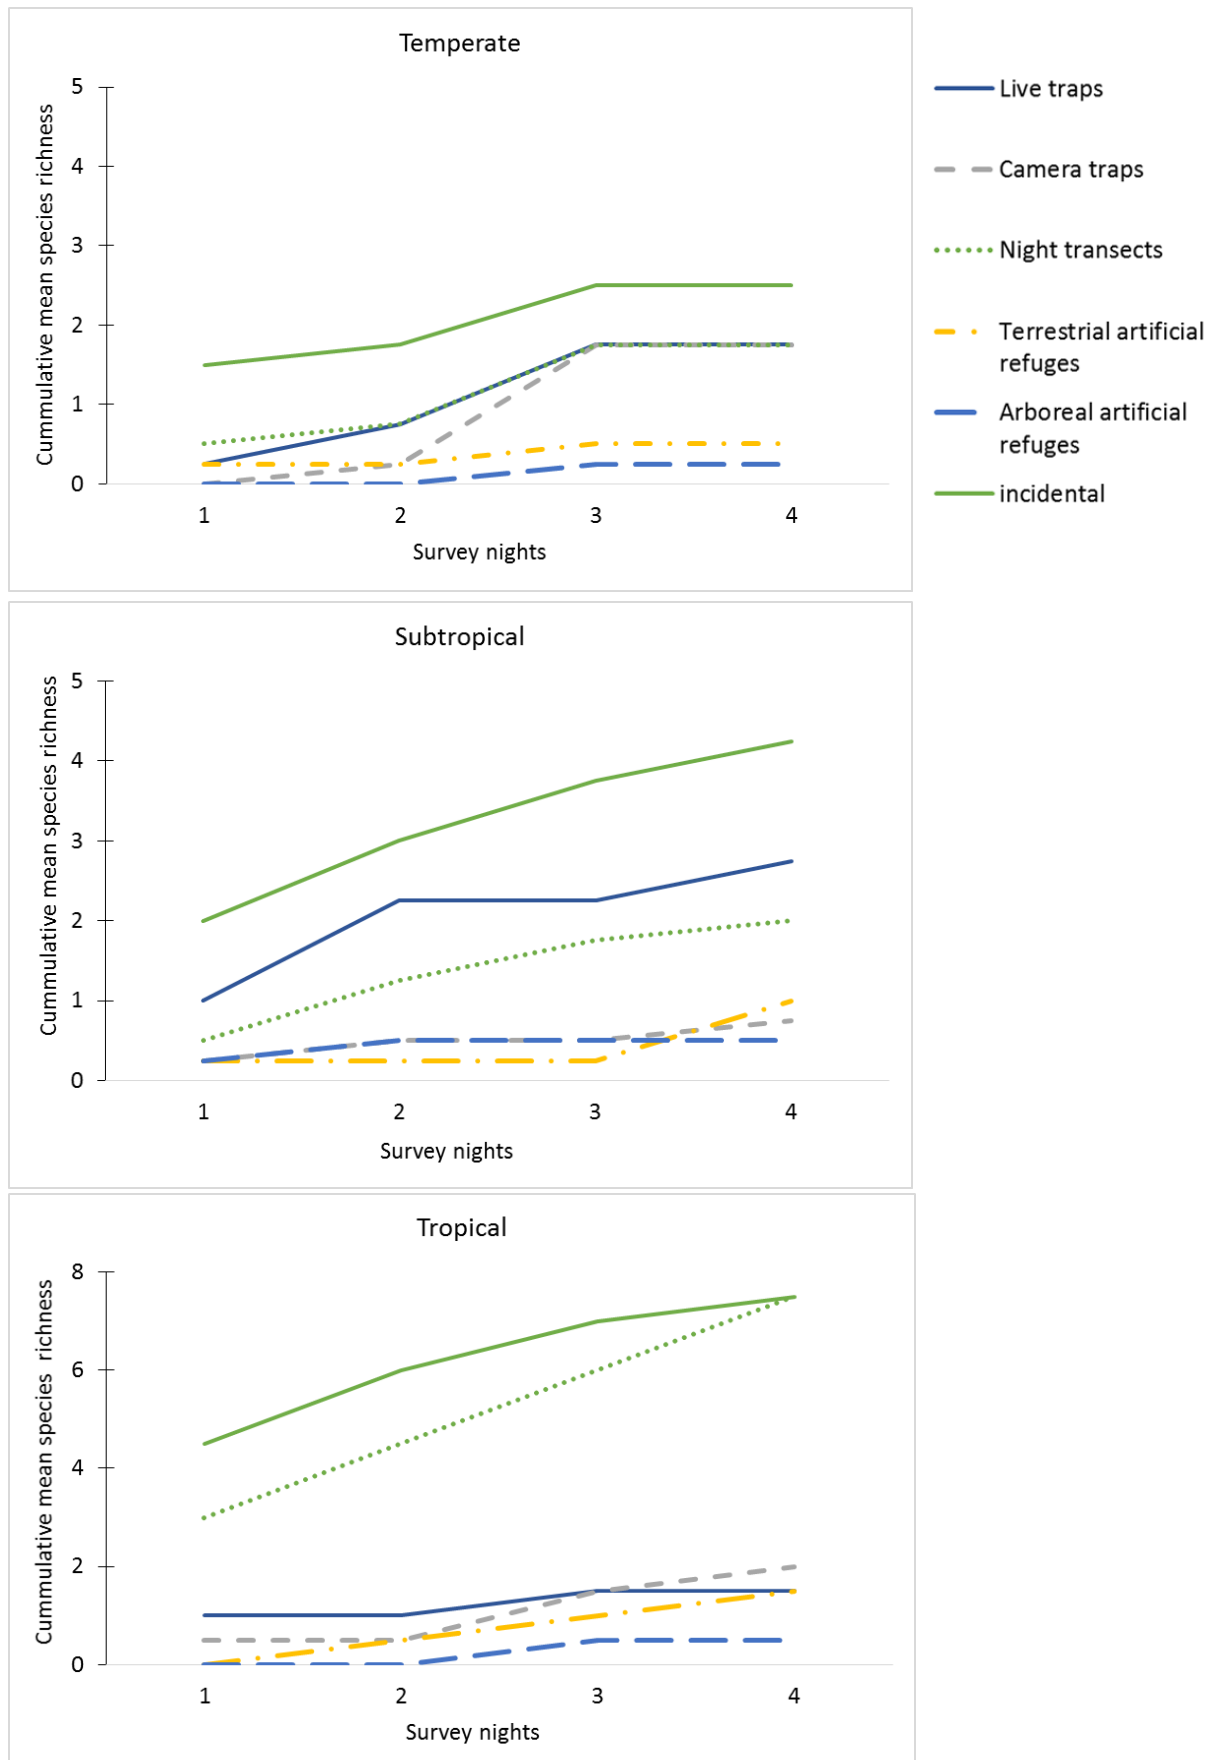 Temperate
Cummulative mean species richness
5
4
3
2
1
0
1 2 3 4
Survey nights
Live traps
Camera traps
Night transects
Terrestrial artificial
refuges
Arboreal artificial
refuges
incidental
Subtropical
Cummulative mean species richness
5
4
3
2
1
0
1 2 3 4
Survey nights
Tropical
Cummulative mean species richness
8
6
4
2
0
1 2 3 4
Survey nights